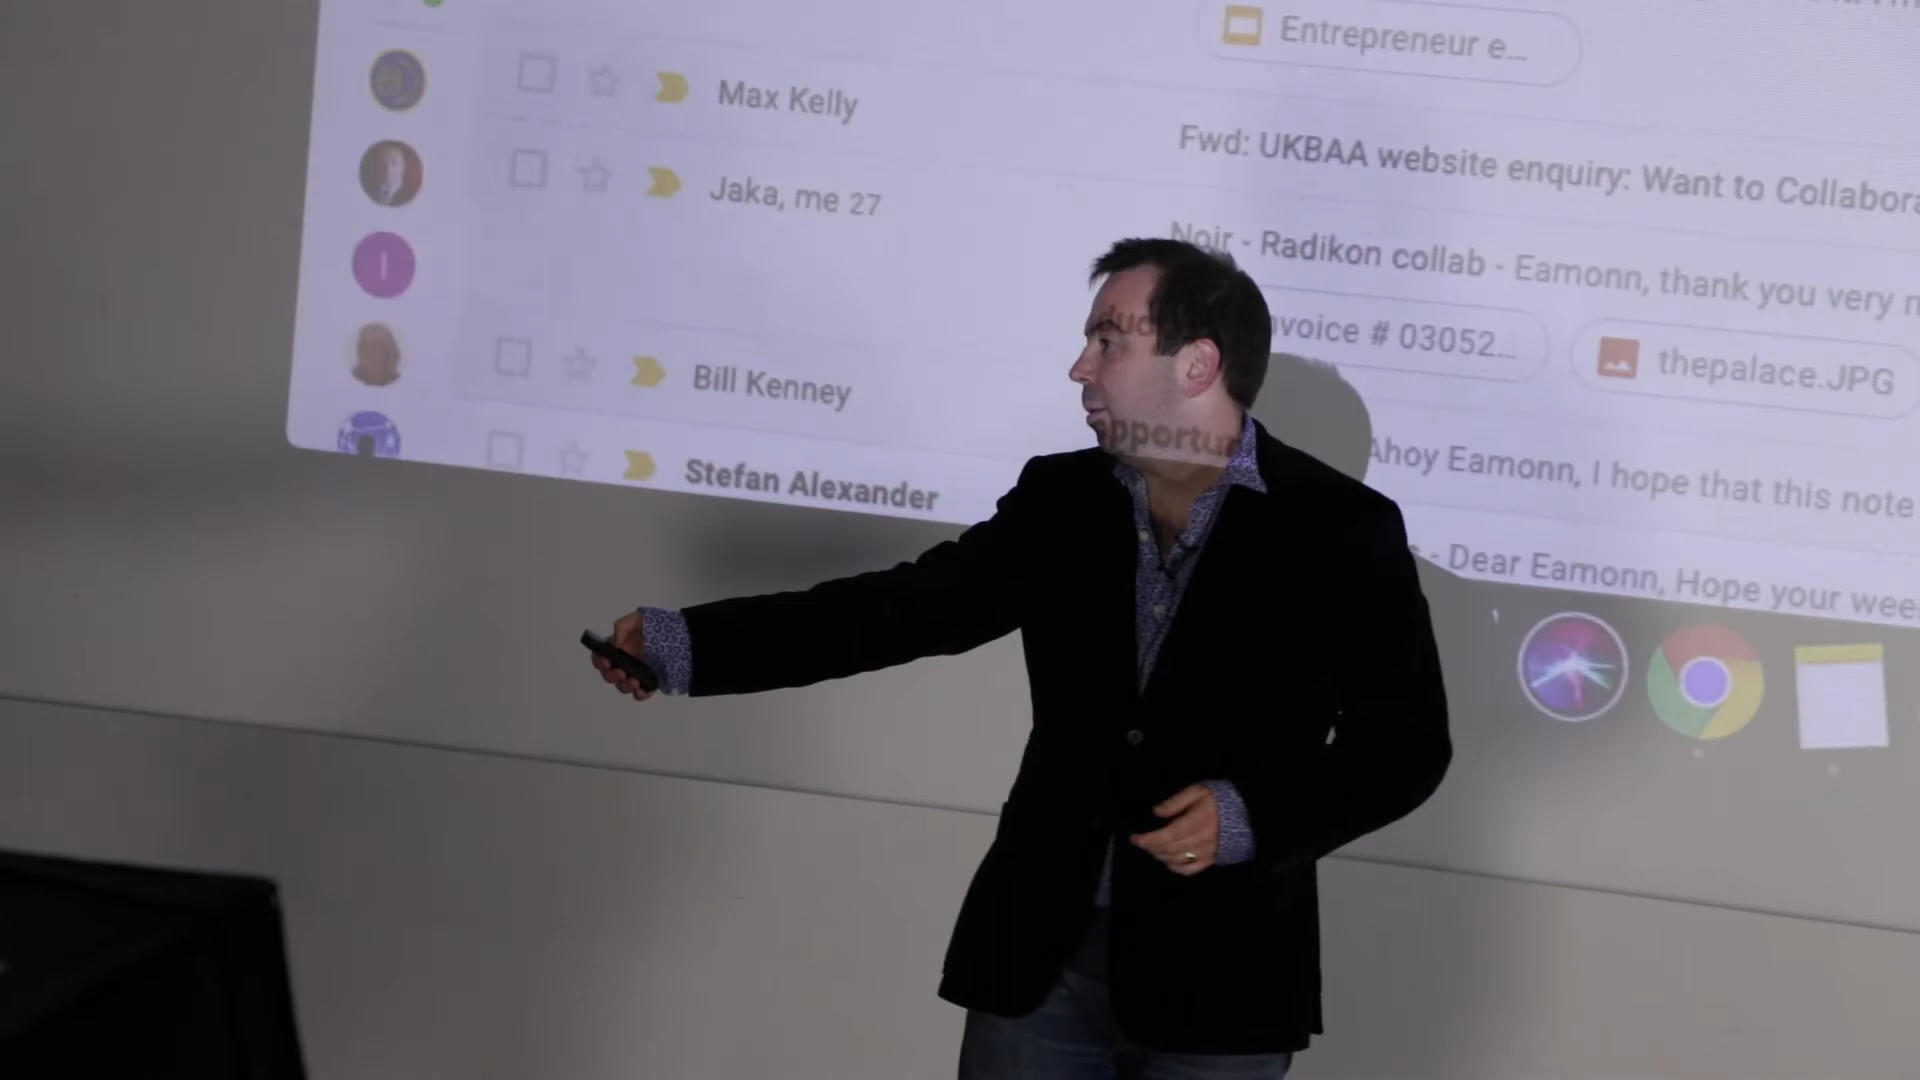 Entrepreneur e...
Max Kelly
Fwd: UKBAA website enquiry: Want to Collabora
Jaka, me 27
Noir - Radikon collab - Eamonn, thank you very
nvoice # 03052...
thepalace.JPG
Bill Kenney
opportun
Ahoy Eamonn, I hope that this note
Stefan Alexander
- Dear Eamonn, Hope your wee